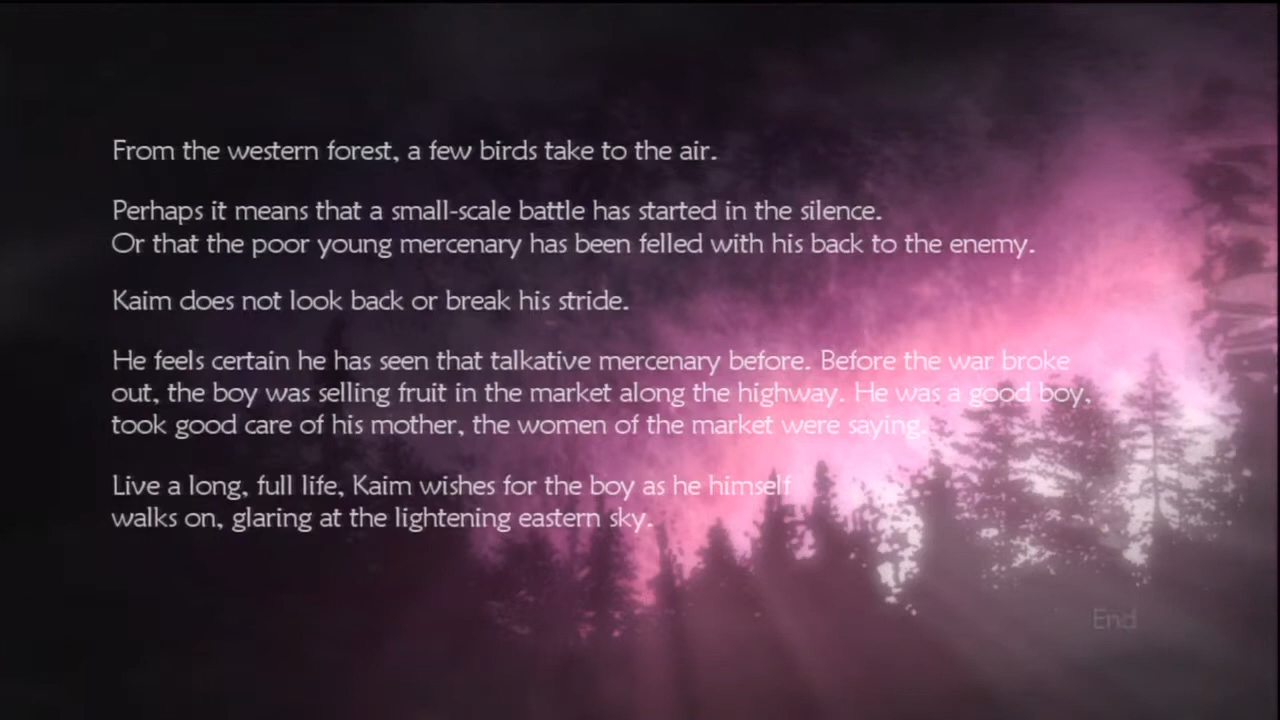 From the western forest, a few birds take to the air.
Perhaps it means that a small-scale battle has started in the silence.
Or that the poor young mercenary has been felled with his back to the enemy.
Kaim does not look back or break his stride.
He feels certain he has seen that talkative mercenary before. Before the war broke
out, the boy was selling fruit in the market along the highway. He was a good boy,
took good care of his mother, the women of the market were saying.
Live a long, full life, Kaim wishes for the boy as he himself
walks on, glaring at the lightening eastern sky.
End